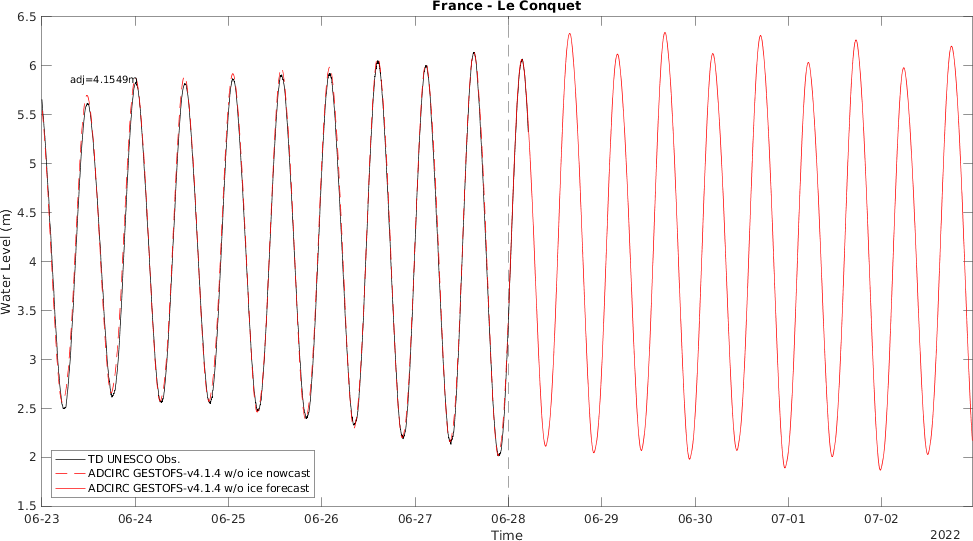 France - Le Conquet
6.5
6
adj=4.1549m
5.5
5
4.5
4
3.5
3
2.5
2
1.5
Water Level (m)
TD UNESCO Obs.
ADCIRC GESTOFS-v4.1.4 w/o ice nowcast
ADCIRC GESTOFS-v4.1.4 w/o ice forecast
06-23 06-24 06-25 06-26 06-27 06-28 06-29 06-30 07-01 07-02
Time
2022